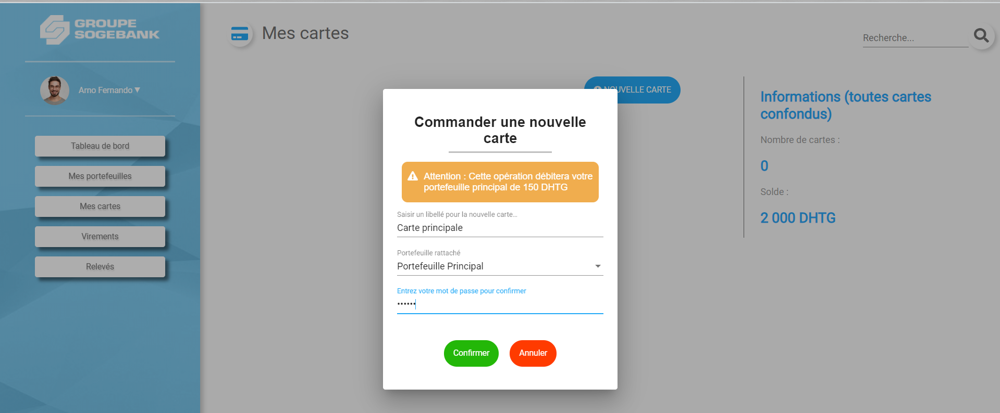 GROUPE
SOGEBANK
Arno Fernando ▼
Tableau de bord
Mes portefeuilles
Mes cartes
Virements
Relevés
Mes cartes
Recherche...
NOUVELLE CARTE
Commander une nouvelle
carte
Attention : Cette opération débitera votre
portefeuille principal de 150 DHTG
Saisir un libellé pour la nouvelle carte...
Carte principale
Portefeuille rattaché
Portefeuille Principal
Entrez votre mot de passe pour confirmer
••••••
Confirmer
Annuler
Informations (toutes cartes
confondus)
Nombre de cartes :
0
Solde :
2 000 DHTG